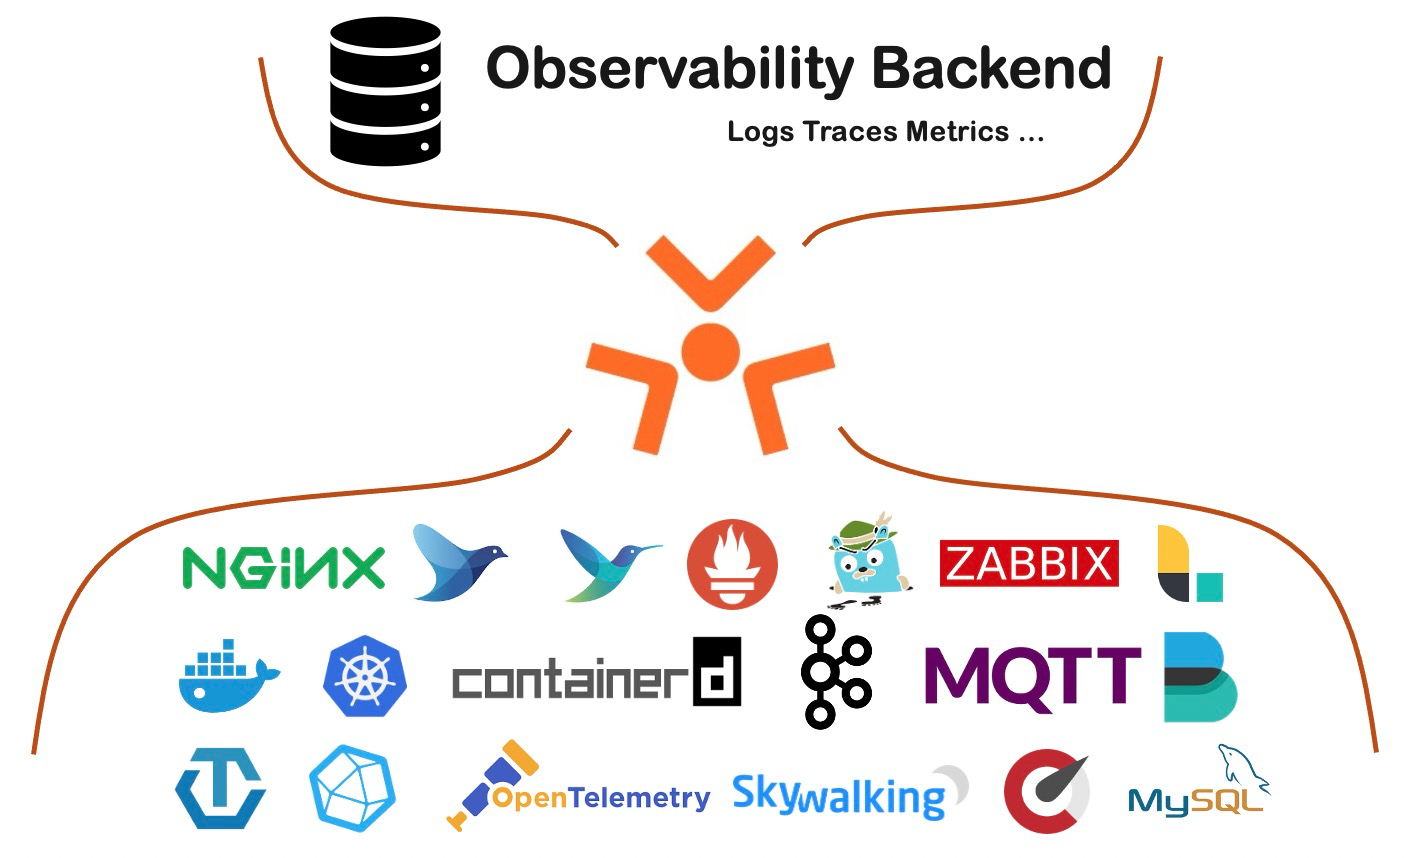 Observability Backend
Logs Traces Metrics ...
NGiNX
ZABBIX
containerd
MQTT
OpenTelemetry
Skywalking
MySQL